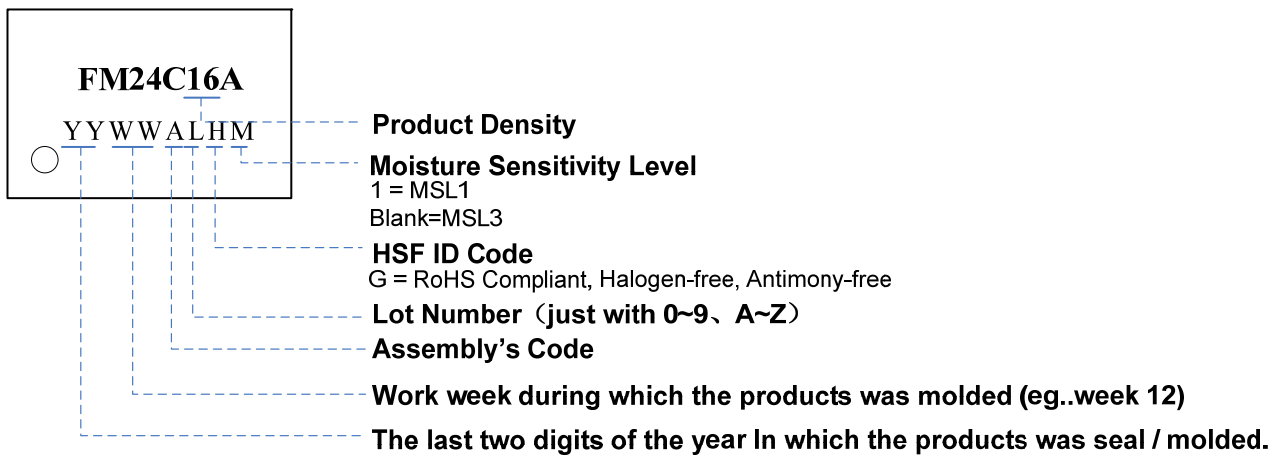 FM24C16A
YYWWALHM
Product Density
Moisture Sensitivity Level
1 = MSL1
Blank=MSL3
HSF ID Code
G = RoHS Compliant, Halogen-free, Antimony-free
Lot Number（just with 0~9、A~Z）
Assembly's Code
Work week during which the products was molded (eg..week 12)
The last two digits of the year In which the products was seal / molded.